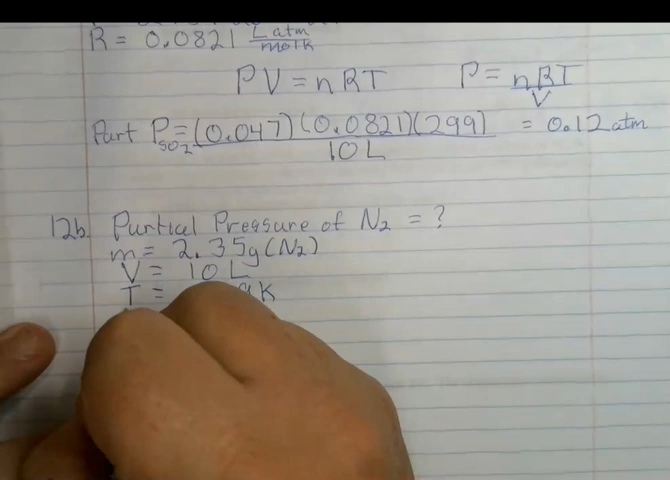 R = 0.0821 L atm / mol k
PV = nRT P = nRT / V
Part P SO2 = (0.047)(0.0821)(299) / 10 L = 0.12 atm
12b. Partial Pressure of N2 = ?
m = 2.35g (N2)
V = 10 L
T = K